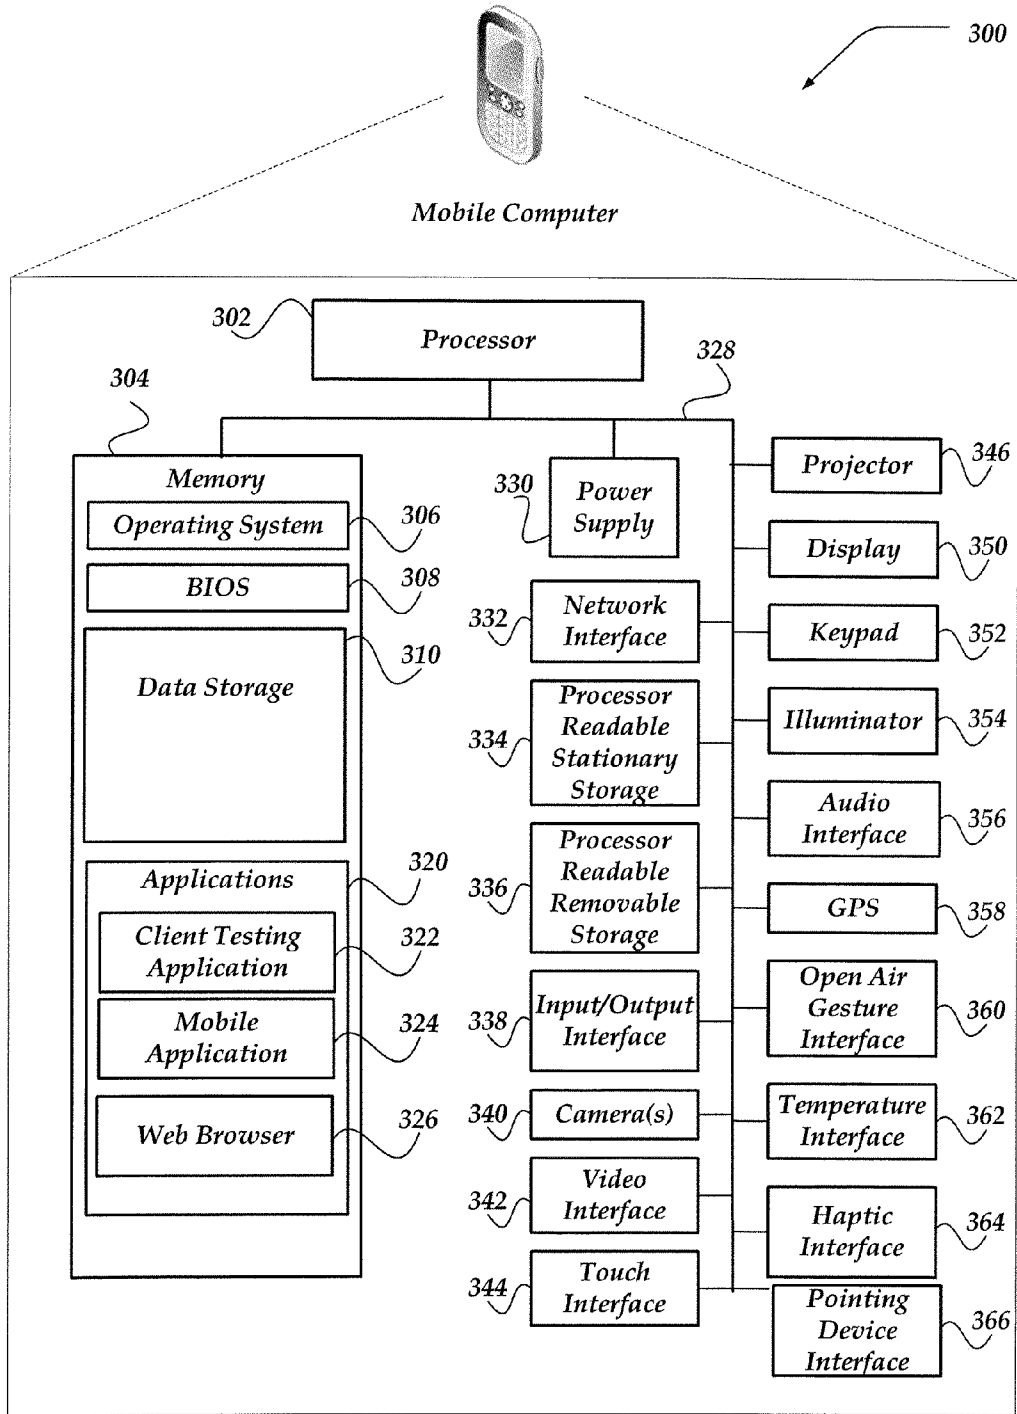 300
Mobile Computer
302
Processor
328
304
Memory
Operating System
306
BIOS
308
Data Storage
310
Applications
320
Client Testing
Application
322
Mobile
Application
324
Web Browser
326
330
Power
Supply
332
Network
Interface
334
Processor
Readable
Stationary
Storage
336
Processor
Readable
Removable
Storage
338
Input/Output
Interface
340
Camera(s)
342
Video
Interface
344
Touch
Interface
Projector
346
Display
350
Keypad
352
Illuminator
354
Audio
Interface
356
GPS
358
Open Air
Gesture
Interface
360
Temperature
Interface
362
Haptic
Interface
364
Pointing
Device
Interface
366